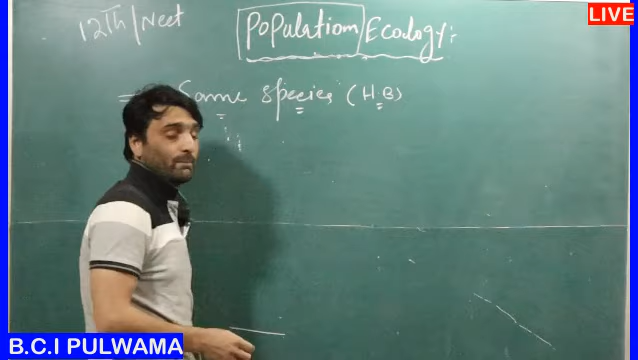 12Th/Neet
Population Ecology:
LIVE
= Same species (H.B)
B.C.I PULWAMA